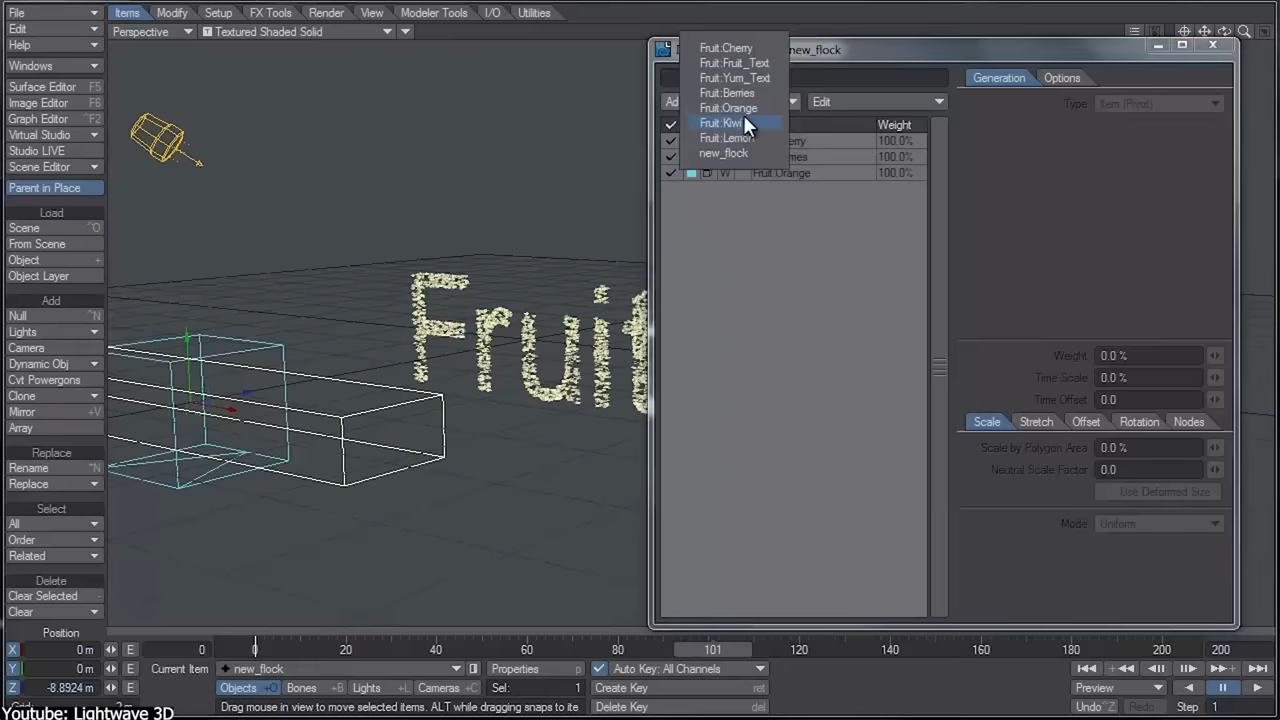 File
Edit
Help
Windows
Surface Editor F5
Image Editor F6
Graph Editor ^F2
Virtual Studio
Studio LIVE
Scene Editor
Parent in Place
Load
Scene ^O
From Scene
Object +
Object Layer
Add
Null ^N
Lights
Camera
Dynamic Obj
Cvt Powergons
Clone
Mirror +V
Array
Replace
Rename ^N
Replace
Select
All
Order
Related
Delete
Clear Selected -
Clear
Items Modify Setup FX Tools Render View Modeler Tools I/O Utilities
Perspective Textured Shaded Solid
Fruit
new_flock
Fruit:Cherry
Fruit:Fruit_Text
Fruit:Yum_Text
Fruit:Berries
Fruit:Orange
Fruit:Kiwi
Fruit:Lemon
new_flock
Edit
Weight
100.0%
100.0%
Fruit:Orange 100.0%
Generation Options
Type Item (Pivot)
Weight 0.0 %
Time Scale 0.0 %
Time Offset 0.0
Scale Stretch Offset Rotation Nodes
Scale by Polygon Area 0.0 %
Neutral Scale Factor 0.0
Use Deformed Size
Mode Uniform
Position
X 0 m E
Y 0 m E
Z -8.8924 m E
0 0 20 40 60 80 101 120 140 160 180 200 200
Current Item new_flock Properties p Auto Key: All Channels
Objects +O Bones +B Lights +L Cameras +C Sel: 1 Create Key ret Preview
Drag mouse in view to move selected items. ALT while dragging snaps to ite Delete Key del Undo^Z Redo Step 1
Youtube: Lightwave 3D